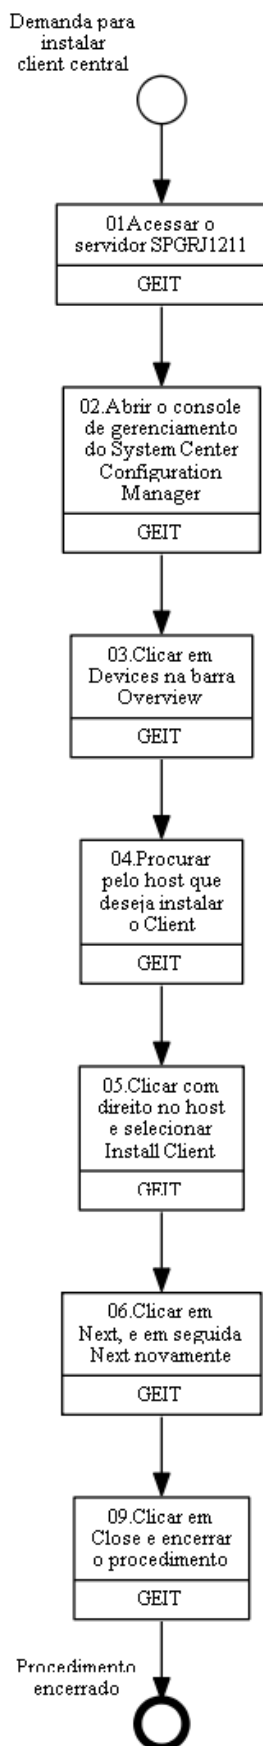 Demanda para
instalar
client central
01Acessar o
servidor SPGRJ1211
GEIT
02.Abrir o console
de gerenciamento
do System Center
Configuration
Manager
GEIT
03.Clicar em
Devices na barra
Overview
GEIT
04.Procurar
pelo host que
deseja instalar
o Client
GEIT
05.Clicar com
direito no host
e selecionar
Install Client
GEIT
06.Clicar em
Next, e em seguida
Next novamente
GEIT
09.Clicar em
Close e encerrar
o procedimento
GEIT
Procedimento
encerrado